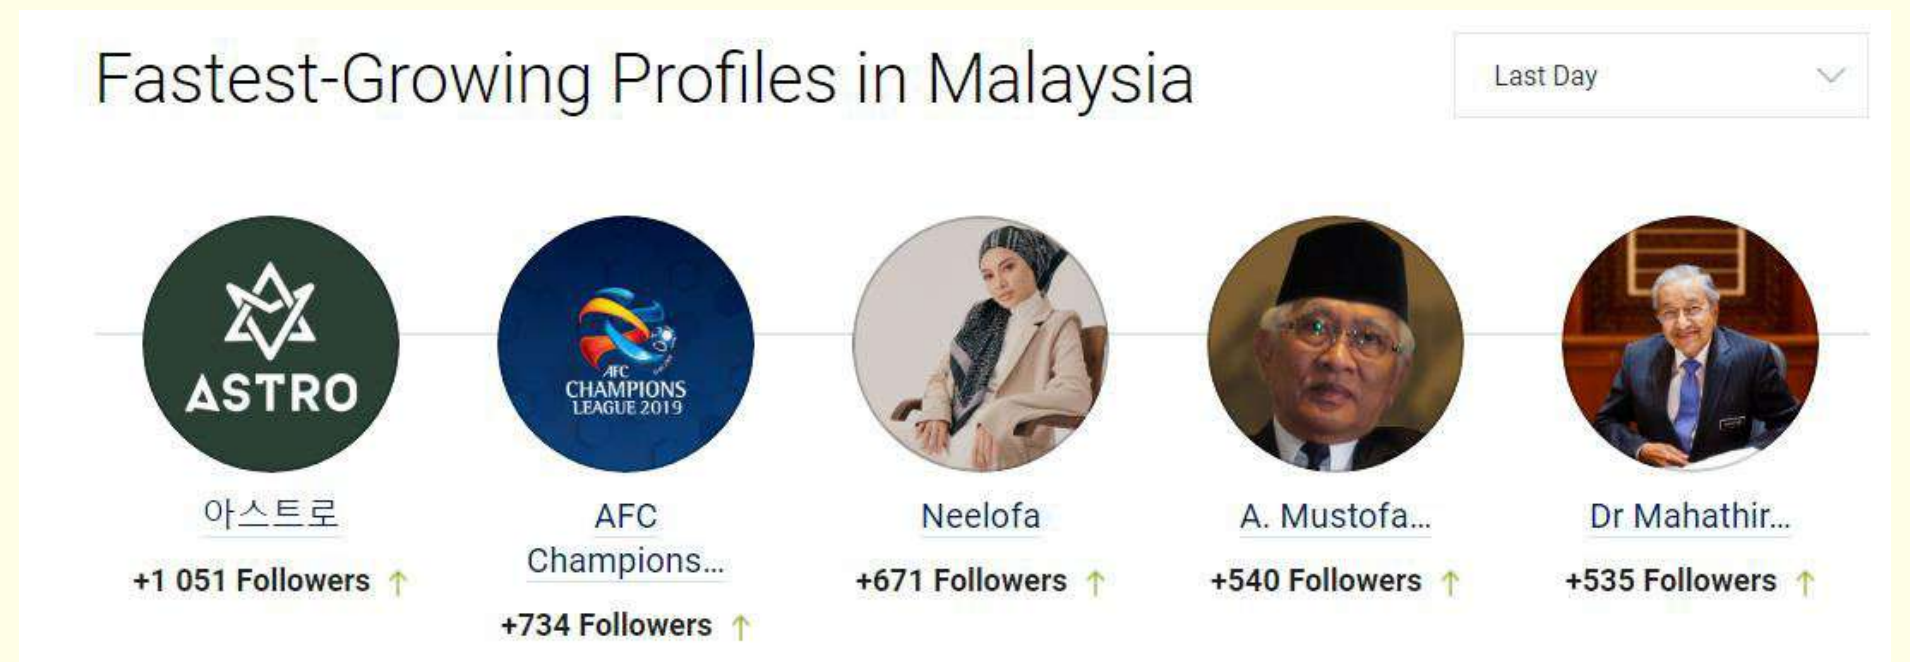 Fastest-Growing Profiles in Malaysia
Last Day
ASTRO
AFC
CHAMPIONS
LEAGUE 2019
아스트로
+1 051 Followers ↑
AFC
Champions...
+734 Followers ↑
Neelofa
+671 Followers ↑
A. Mustofa...
+540 Followers ↑
Dr Mahathir...
+535 Followers ↑